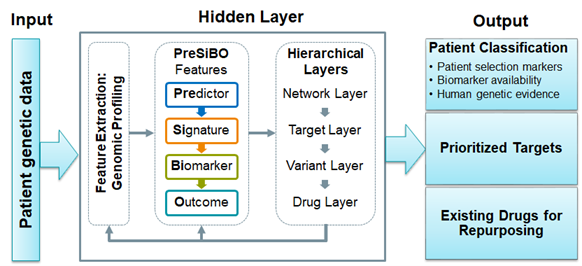 Input
Hidden Layer
Output
Patient genetic data
Feature Extraction:
Genomic Profiling
PreSiBO
Features
Predictor
Signature
Biomarker
Outcome
Hierarchical
Layers
Network Layer
Target Layer
Variant Layer
Drug Layer
Patient Classification
• Patient selection markers
• Biomarker availability
• Human genetic evidence
Prioritized Targets
Existing Drugs for
Repurposing